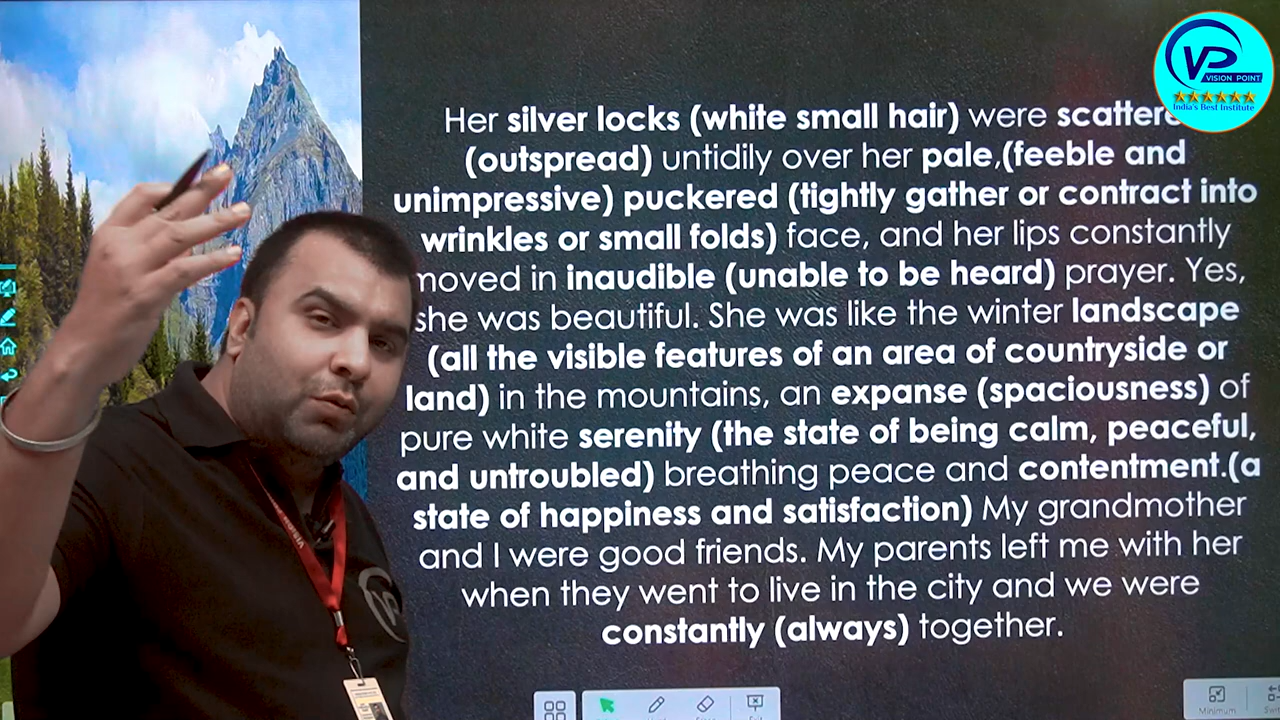 VP
VISION POINT
India's Best Institute
Her silver locks (white small hair) were scattere
(outspread) untidily over her pale,(feeble and
unimpressive) puckered (tightly gather or contract into
wrinkles or small folds) face, and her lips constantly
moved in inaudible (unable to be heard) prayer. Yes,
she was beautiful. She was like the winter landscape
(all the visible features of an area of countryside or
land) in the mountains, an expanse (spaciousness) of
pure white serenity (the state of being calm, peaceful,
and untroubled) breathing peace and contentment.(a
state of happiness and satisfaction) My grandmother
and I were good friends. My parents left me with her
when they went to live in the city and we were
constantly (always) together.
Minimum